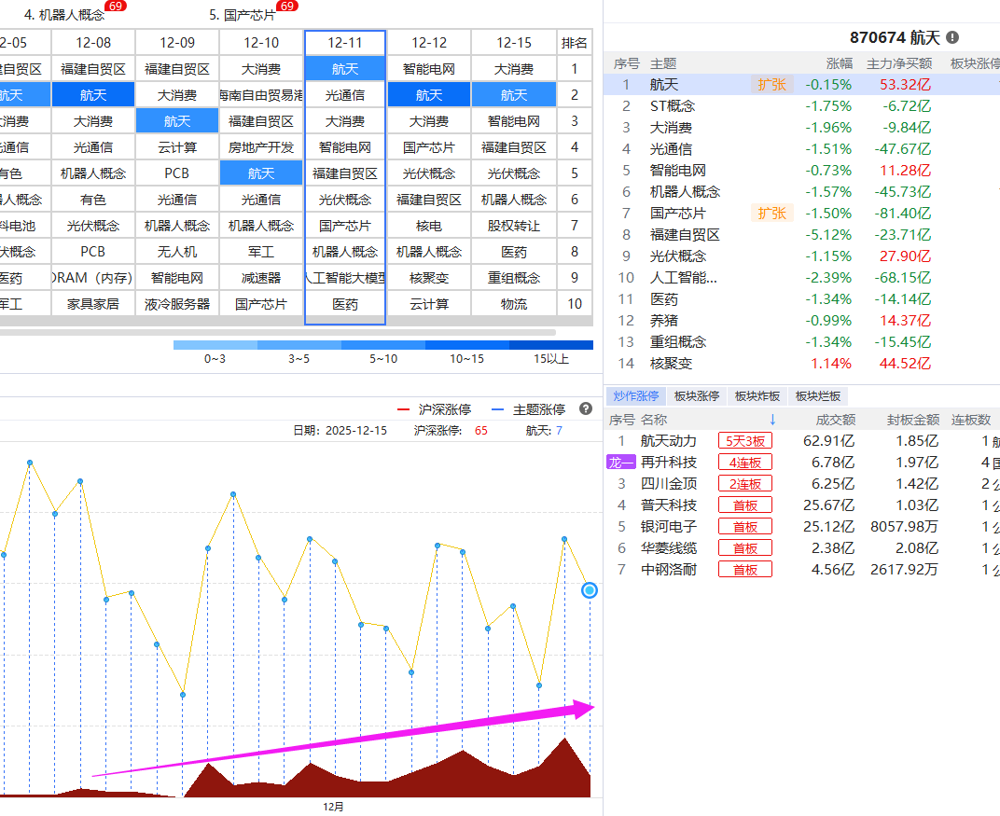 4. 机器人概念 69 5. 国产芯片 69
2-05 12-08 12-09 12-10 12-11 12-12 12-15 排名
自贸区 福建自贸区 福建自贸区 大消费 航天 智能电网 大消费 1
航天 航天 大消费 海南自由贸易港 光通信 航天 航天 2
消费 大消费 航天 福建自贸区 大消费 大消费 智能电网 3
光通信 光通信 云计算 房地产开发 智能电网 国产芯片 福建自贸区 4
有色 机器人概念 PCB 航天 福建自贸区 光伏概念 光伏概念 5
人概念 有色 光通信 光通信 光伏概念 福建自贸区 机器人概念 6
电池 光伏概念 机器人概念 机器人概念 国产芯片 核电 股权转让 7
伏概念 PCB 无人机 军工 机器人概念 机器人概念 医药 8
医药 DRAM（内存） 智能电网 减速器 人工智能大模型 核聚变 重组概念 9
军工 家具家居 液冷服务器 国产芯片 医药 云计算 物流 10
0~3 3~5 5~10 10~15 15以上
沪深涨停 主题涨停 ?
日期: 2025-12-15 沪深涨停: 65 航天: 7
12月
870674 航天 !
序号 主题 涨幅 主力净买额 板块涨停
1 航天 扩张 -0.15% 53.32亿
2 ST概念 -1.75% -6.72亿
3 大消费 -1.96% -9.84亿
4 光通信 -1.51% -47.67亿
5 智能电网 -0.73% 11.28亿
6 机器人概念 -1.57% -45.73亿
7 国产芯片 扩张 -1.50% -81.40亿
8 福建自贸区 -5.12% -23.71亿
9 光伏概念 -1.15% 27.90亿
10 人工智能... -2.39% -68.15亿
11 医药 -1.34% -14.14亿
12 养猪 -0.99% 14.37亿
13 重组概念 -1.34% -15.45亿
14 核聚变 1.14% 44.52亿
炒作涨停 板块涨停 板块炸板 板块烂板
序号 名称 ↓ 成交额 封板金额 连板数
1 航天动力 5天3板 62.91亿 1.85亿 1 航
龙一 再升科技 4连板 6.78亿 1.97亿 4 国
3 四川金顶 2连板 6.25亿 1.42亿 2 公
4 普天科技 首板 25.67亿 1.03亿 1 公
5 银河电子 首板 25.12亿 8057.98万 1 公
6 华菱线缆 首板 2.38亿 2.08亿 1 公
7 中钢洛耐 首板 4.56亿 2617.92万 1 公